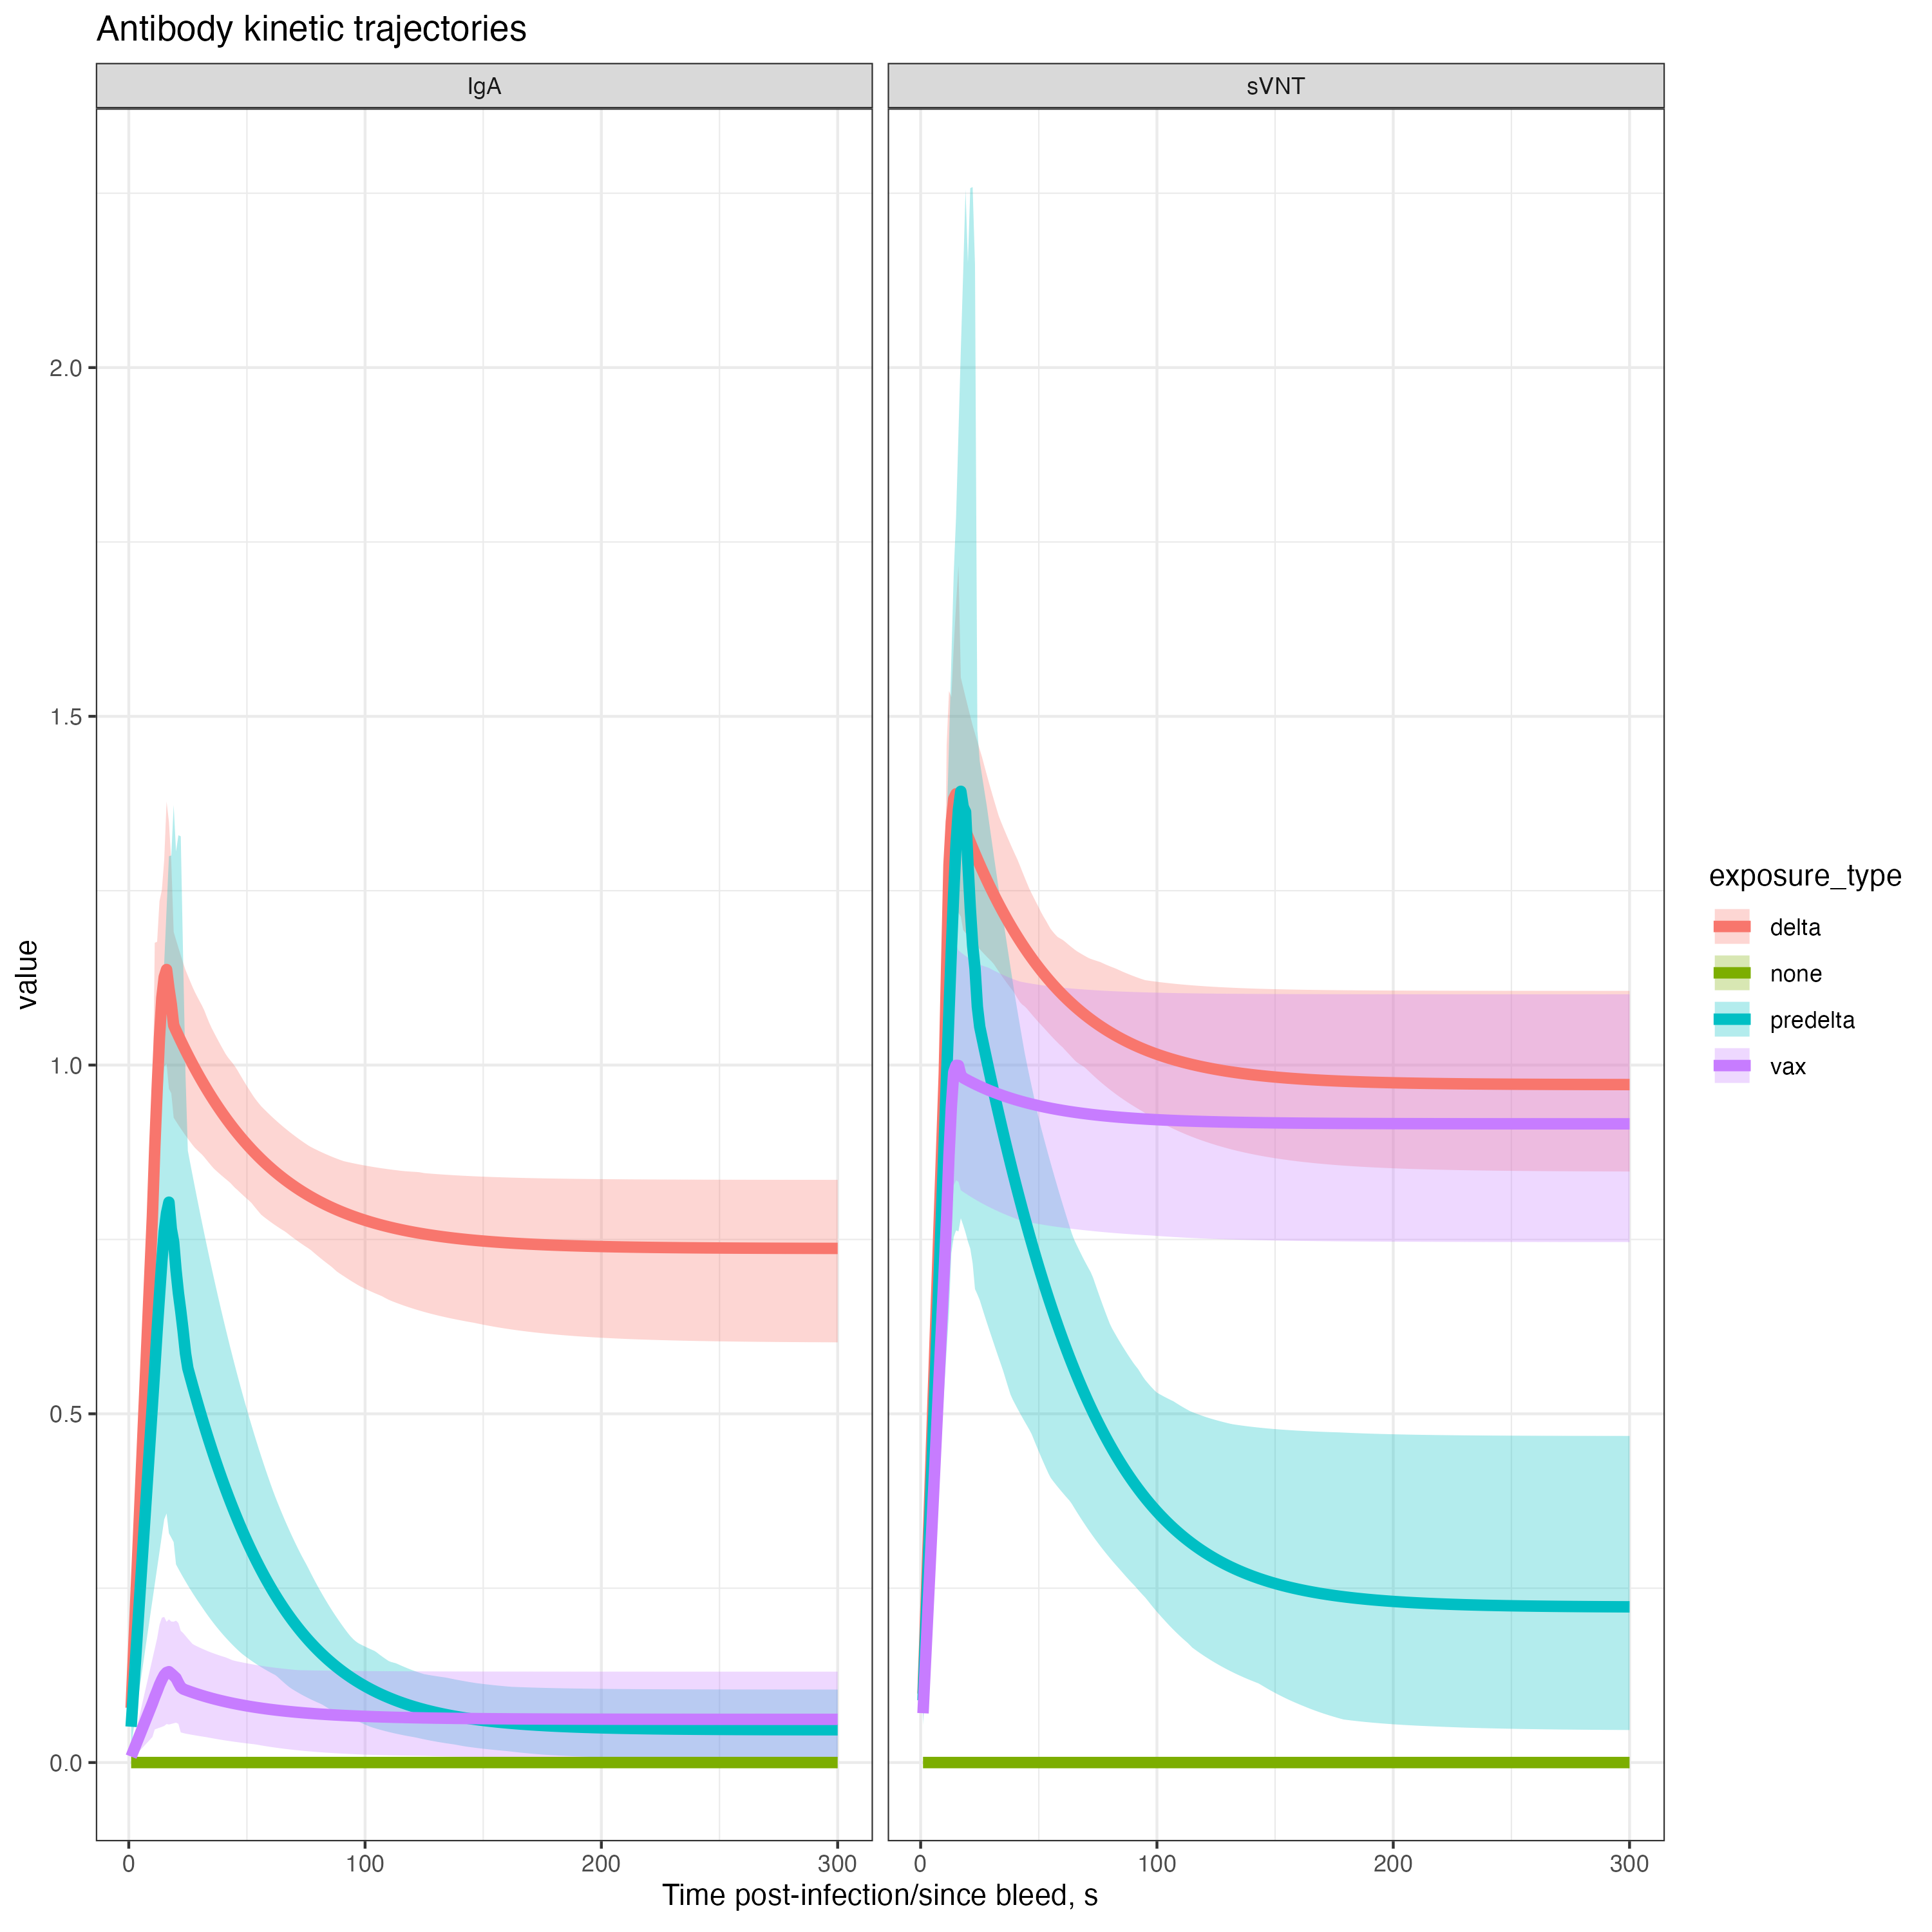 Antibody kinetic trajectories
IgA
sVNT
value
2.0
1.5
1.0
0.5
0.0
0 100 200 300
0 100 200 300
Time post-infection/since bleed, s
exposure_type
delta
none
predelta
vax